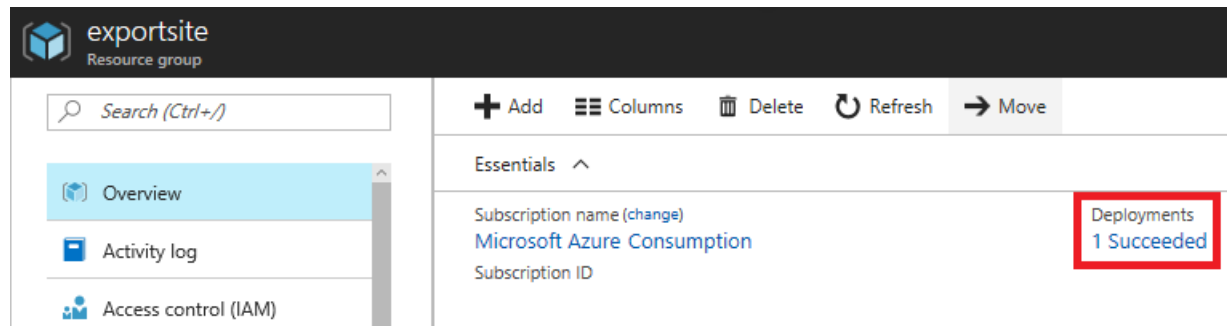 exportsite
Resource group
Search (Ctrl+/)
Overview
Activity log
Access control (IAM)
Add Columns Delete Refresh Move
Essentials
Subscription name (change)
Microsoft Azure Consumption
Subscription ID
Deployments
1 Succeeded